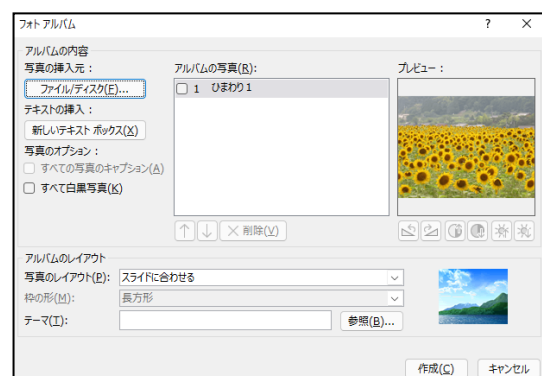 フォト アルバム ? ×
アルバムの内容
写真の挿入元：
ファイル/ディスク(F)...
テキストの挿入：
新しいテキスト ボックス(X)
写真のオプション：
すべての写真のキャプション(A)
すべて白黒写真(K)
アルバムの写真(R):
1 ひまわり1
削除(V)
プレビュー：
アルバムのレイアウト
写真のレイアウト(P): スライドに合わせる
枠の形(M): 長方形
テーマ(T): 参照(B)...
作成(C) キャンセル